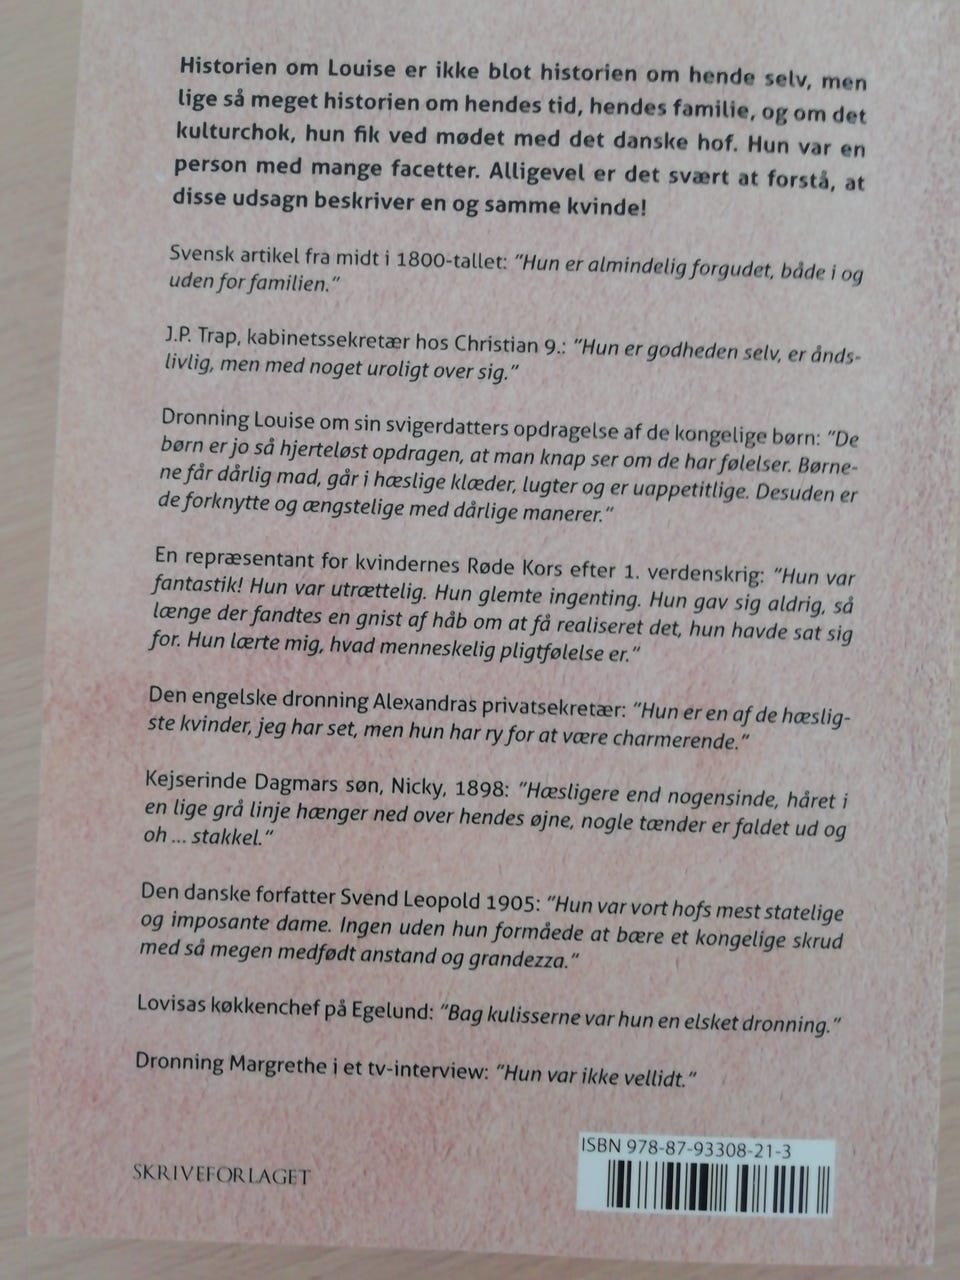 Historien om Louise er ikke blot historien om hende selv, men
lige så meget historien om hendes tid, hendes familie, og om det
kulturchok, hun fik ved mødet med det danske hof. Hun var en
person med mange facetter. Alligevel er det svært at forstå, at
disse udsagn beskriver en og samme kvinde!
Svensk artikel fra midt i 1800-tallet: "Hun er almindelig forgudet, både i og
uden for familien."
J.P. Trap, kabinetssekretær hos Christian 9.: "Hun er godheden selv, er ånds-
livlig, men med noget uroligt over sig."
Dronning Louise om sin svigerdatters opdragelse af de kongelige børn: "De
børn er jo så hjerteløst opdragen, at man knap ser om de har følelser. Børne-
ne får dårlig mad, går i hæslige klæder, lugter og er uappetitlige. Desuden er
de forknytte og ængstelige med dårlige manerer."
En repræsentant for kvindernes Røde Kors efter 1. verdenskrig: "Hun var
fantastik! Hun var utrættelig. Hun glemte ingenting. Hun gav sig aldrig, så
længe der fandtes en gnist af håb om at få realiseret det, hun havde sat sig
for. Hun lærte mig, hvad menneskelig pligtfølelse er."
Den engelske dronning Alexandras privatsekretær: "Hun er en af de hæslig-
ste kvinder, jeg har set, men hun har ry for at være charmerende."
Kejserinde Dagmars søn, Nicky, 1898: "Hæsligere end nogensinde, håret i
en lige grå linje hænger ned over hendes øjne, nogle tænder er faldet ud og
oh ... stakkel."
Den danske forfatter Svend Leopold 1905: "Hun var vort hofs mest statelige
og imposante dame. Ingen uden hun formåede at bære et kongelige skrud
med så megen medfødt anstand og grandezza."
Lovisas køkkenchef på Egelund: "Bag kulisserne var hun en elsket dronning."
Dronning Margrethe i et tv-interview: "Hun var ikke vellidt."
ISBN 978-87-93308-21-3
SKRIVEFORLAGET